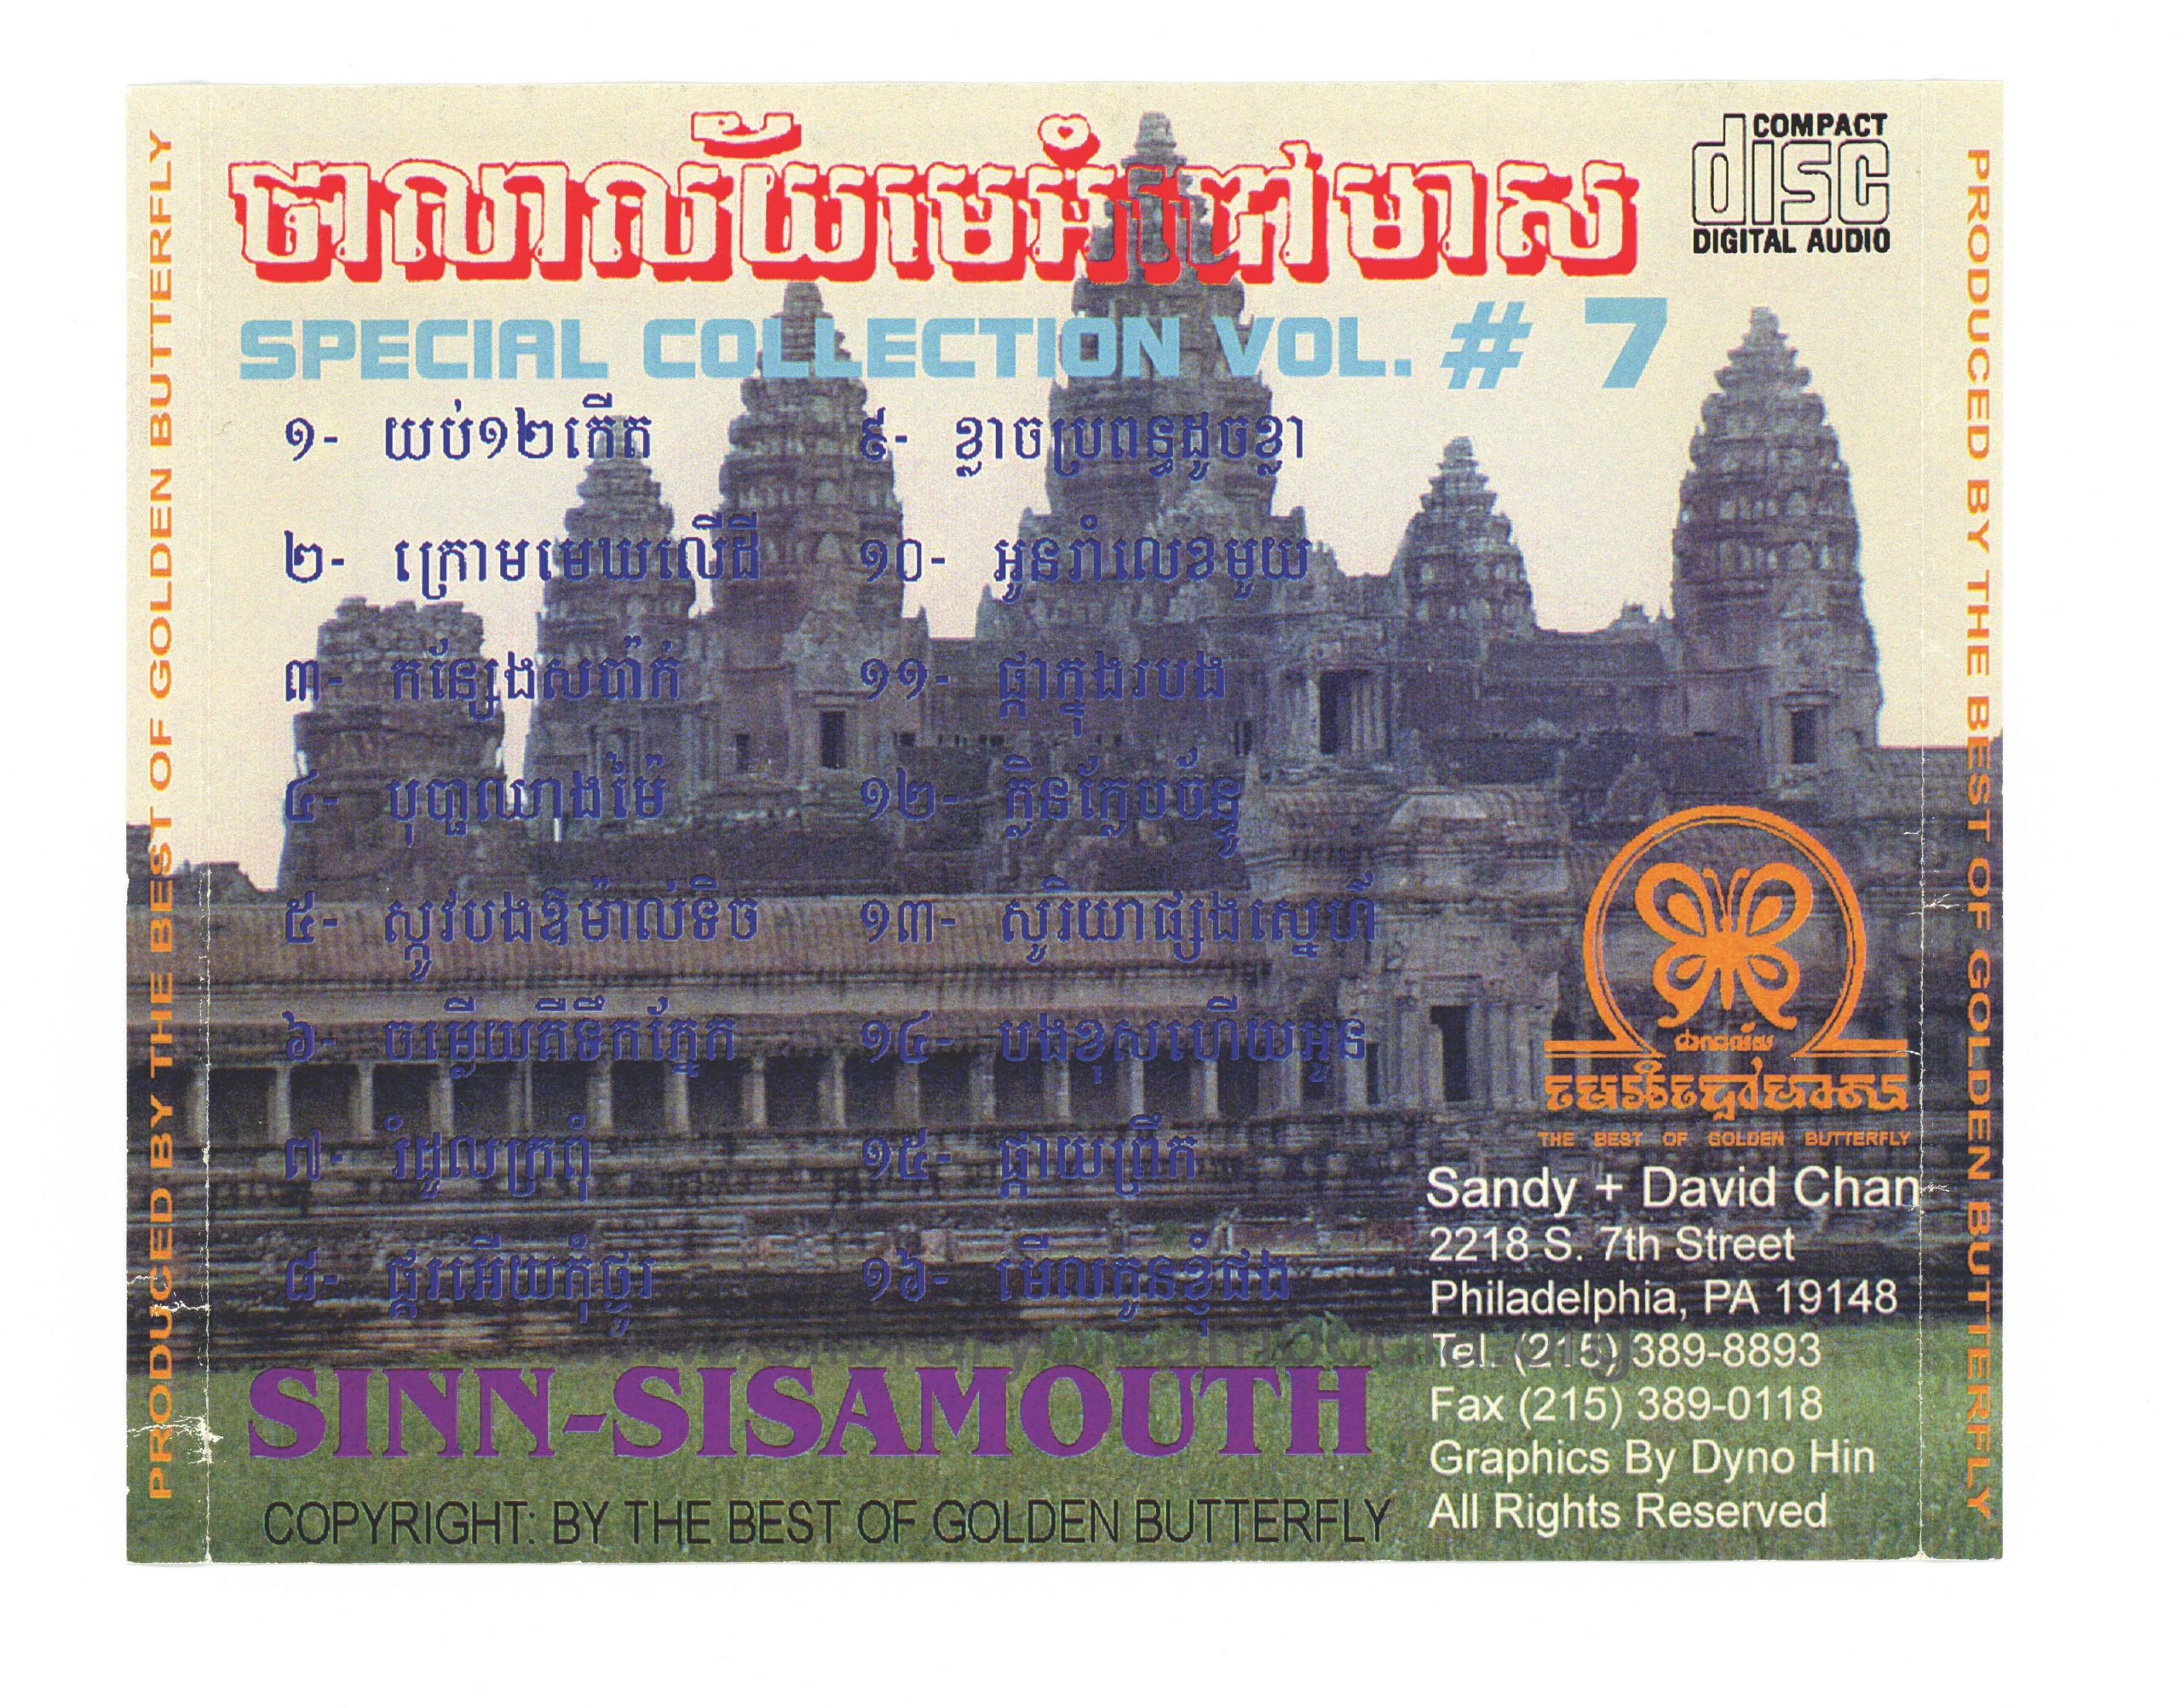 ចាលាល័យមេអំបៅមាស
COMPACT
disc
DIGITAL AUDIO
SPECIAL COLLECTION VOL. # 7
១- យប់១២កើត
២- ក្រោមមេឃលើដី
៣- កន្សែងសប៉ាក់
៤- បុប្ផាឈាងម៉ៃ
៥- ស្ករបងឱម៉ាល់ទិច
៦- ចម្លើយគឺទឹកភ្នែក
៧- រំដួលក្រពុំ
៨- ផ្គរអើយកុំថ្ងូរ
៩- ខ្លាចប្រពន្ធដូចខ្លា
១០- អូនរាំលេខមួយ
១១- ផ្កាក្នុងរបង
១២- ក្លិនក្លែបច័ន្ទ
១៣- សូរិយាផ្សងស្នេហ៍
១៤- បងខុសហើយអូន
១៥- ផ្កាយព្រឹក
១៦- មើលកូនខ្ញុំផង
SINN-SISAMOUTH
COPYRIGHT: BY THE BEST OF GOLDEN BUTTERFLY
មេអំបៅមាស
THE BEST OF GOLDEN BUTTERFLY
Sandy + David Chan
2218 S. 7th Street
Philadelphia, PA 19148
Tel. (215) 389-8893
Fax (215) 389-0118
Graphics By Dyno Hin
All Rights Reserved
PRODUCED BY THE BEST OF GOLDEN BUTTERFLY
PRODUCED BY THE BEST OF GOLDEN BUTTERFLY